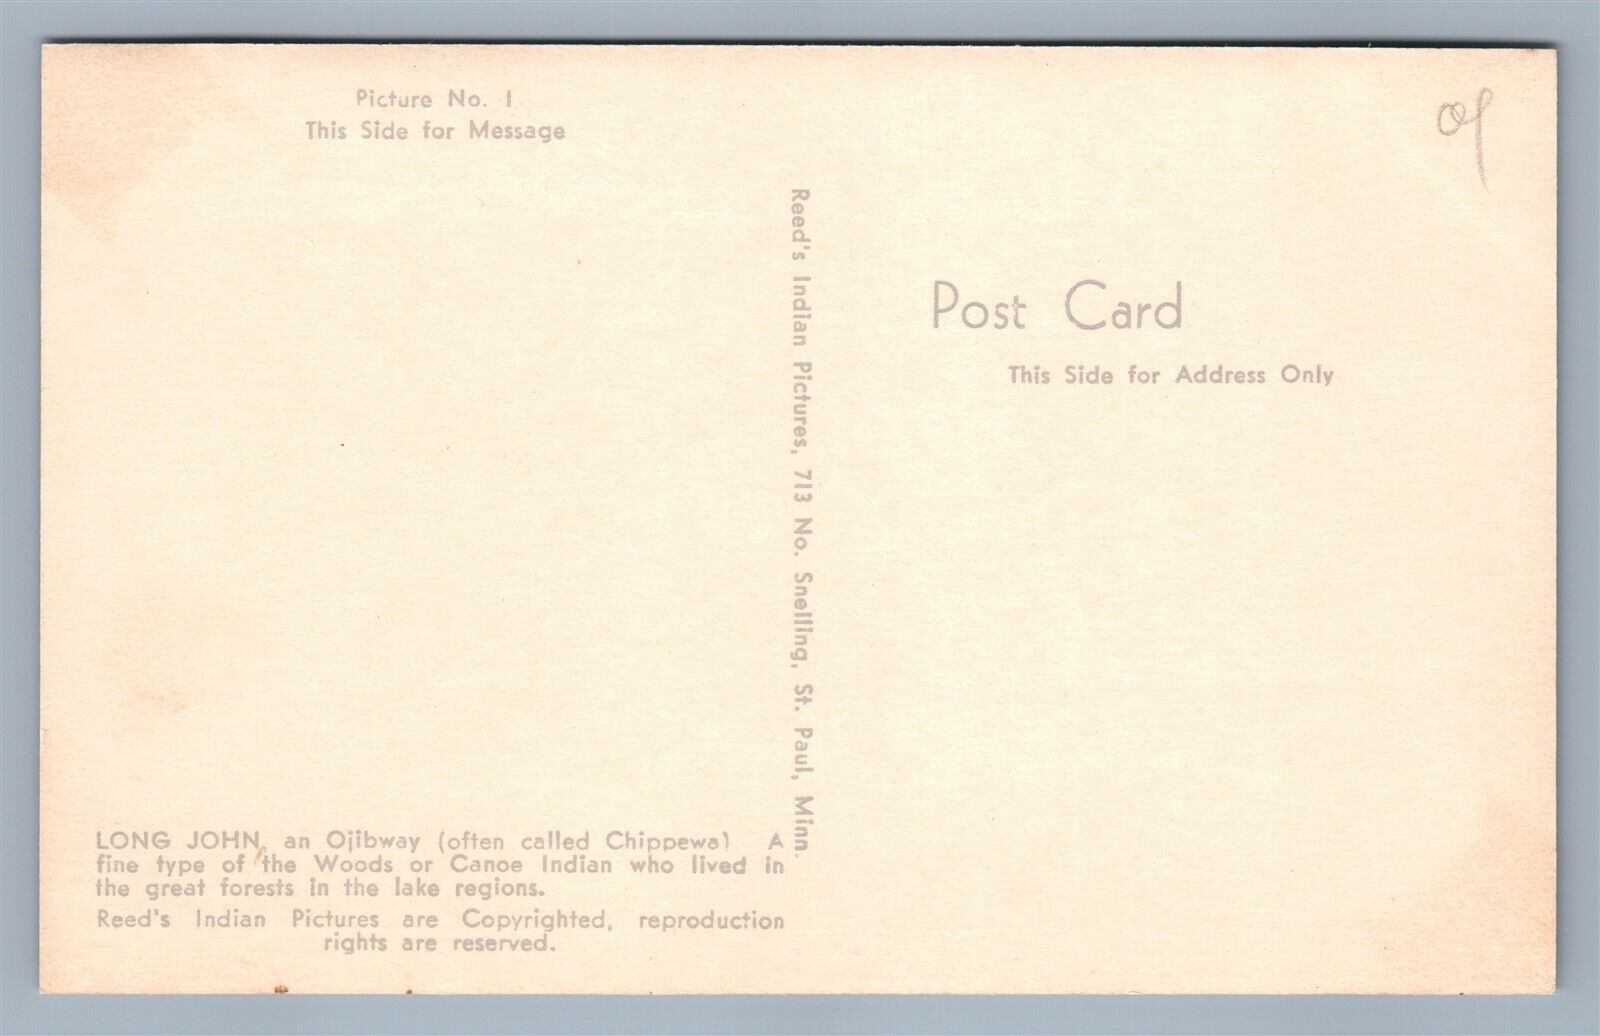 Picture No. 1
This Side for Message
Reed's Indian Pictures, 713 No. Snelling, St. Paul, Minn.
Post Card
This Side for Address Only
LONG JOHN, an Ojibway (often called Chippewa) A
fine type of the Woods or Canoe Indian who lived in
the great forests in the lake regions.
Reed's Indian Pictures are Copyrighted, reproduction
rights are reserved.